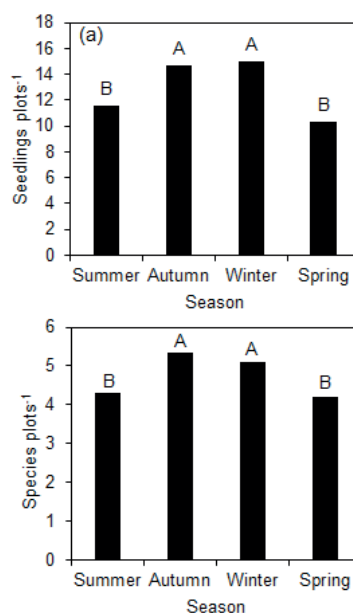 (a)
Seedlings plots-1
18
16
14
12
10
8
6
4
2
0
B
A
A
B
Summer Autumn Winter Spring
Season
Species plots-1
6
5
4
3
2
1
0
B
A
A
B
Summer Autumn Winter Spring
Season